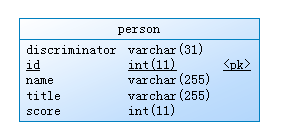 person
discriminator varchar(31)
id int(11) <pk>
name varchar(255)
title varchar(255)
score int(11)